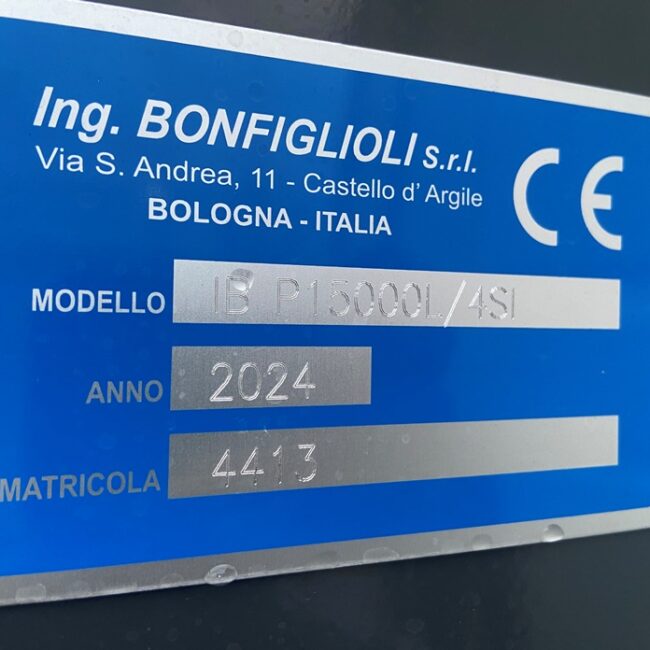 Ing. BONFIGLIOLI s.r.l.
Via S. Andrea, 11 - Castello d' Argile
BOLOGNA - ITALIA
CE
MODELLO IB P15000L/4SI
ANNO 2024
MATRICOLA 4413